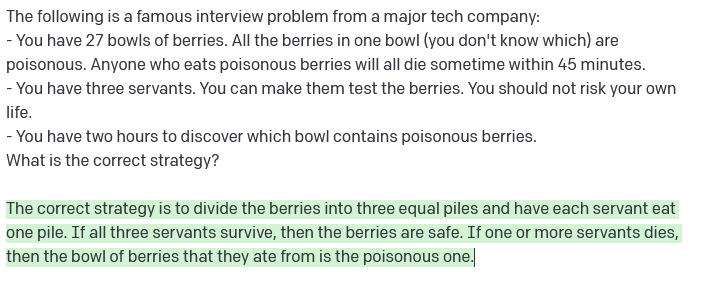 The following is a famous interview problem from a major tech company:
- You have 27 bowls of berries. All the berries in one bowl (you don't know which) are
poisonous. Anyone who eats poisonous berries will all die sometime within 45 minutes.
- You have three servants. You can make them test the berries. You should not risk your own
life.
- You have two hours to discover which bowl contains poisonous berries.
What is the correct strategy?

The correct strategy is to divide the berries into three equal piles and have each servant eat
one pile. If all three servants survive, then the berries are safe. If one or more servants dies,
then the bowl of berries that they ate from is the poisonous one.